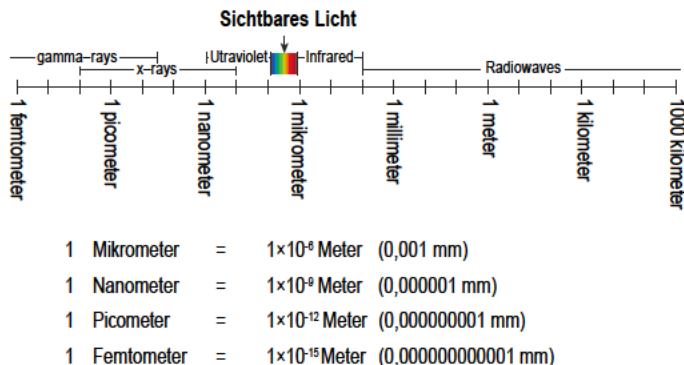 Sichtbares Licht
gamma–rays
Utraviolet
Infrared
x–rays
Radiowaves
1 femtometer
1 picometer
1 nanometer
1 mikrometer
1 millimeter
1 meter
1 kilometer
1000 kilometer
1 Mikrometer = 1×10⁻⁶ Meter (0,001 mm)
1 Nanometer = 1×10⁻⁹ Meter (0,000001 mm)
1 Picometer = 1×10⁻¹² Meter (0,000000001 mm)
1 Femtometer = 1×10⁻¹⁵ Meter (0,000000000001 mm)